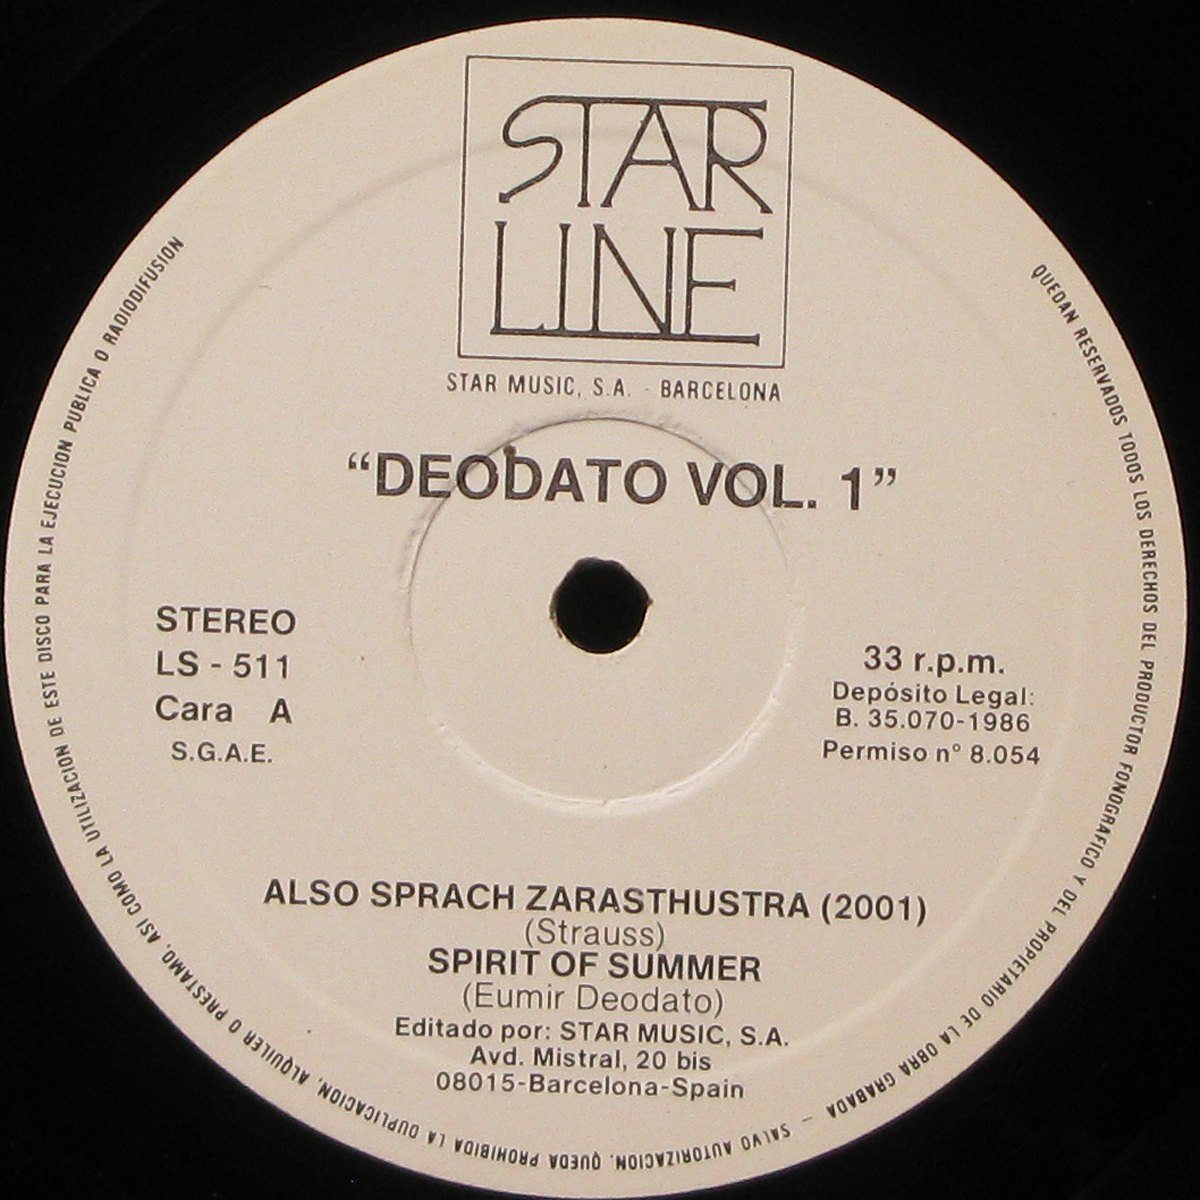 STAR
LINE
STAR MUSIC, S.A. - BARCELONA
“DEODATO VOL. 1”
STEREO
LS - 511
Cara A
S.G.A.E.
33 r.p.m.
Depósito Legal:
B. 35.070-1986
Permiso n° 8.054
ALSO SPRACH ZARASTHUSTRA (2001)
(Strauss)
SPIRIT OF SUMMER
(Eumir Deodato)
Editado por: STAR MUSIC, S.A.
Avd. Mistral, 20 bis
08015-Barcelona-Spain
QUEDAN RESERVADOS TODOS LOS DERECHOS DEL PRODUCTOR FONOGRAFICO Y DEL PROPIETARIO DE LA OBRA GRABADA — SALVO AUTORIZACION, QUEDA PROHIBIDA LA DUPLICACION, ALQUILER O PRESTAMO, ASI COMO LA UTILIZACION DE ESTE DISCO PARA LA EJECUCION PUBLICA O RADIODIFUSION